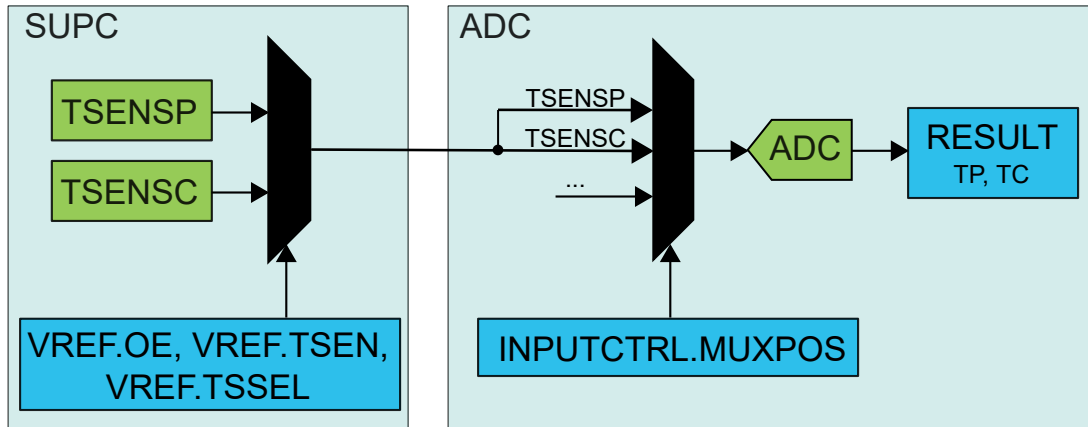 SUPC
TSENSP
TSENSC
VREF.OE, VREF.TSEN,
VREF.TSSEL
ADC
TSENSP
TSENSC
...
ADC
RESULT
TP, TC
INPUTCTRL.MUXPOS